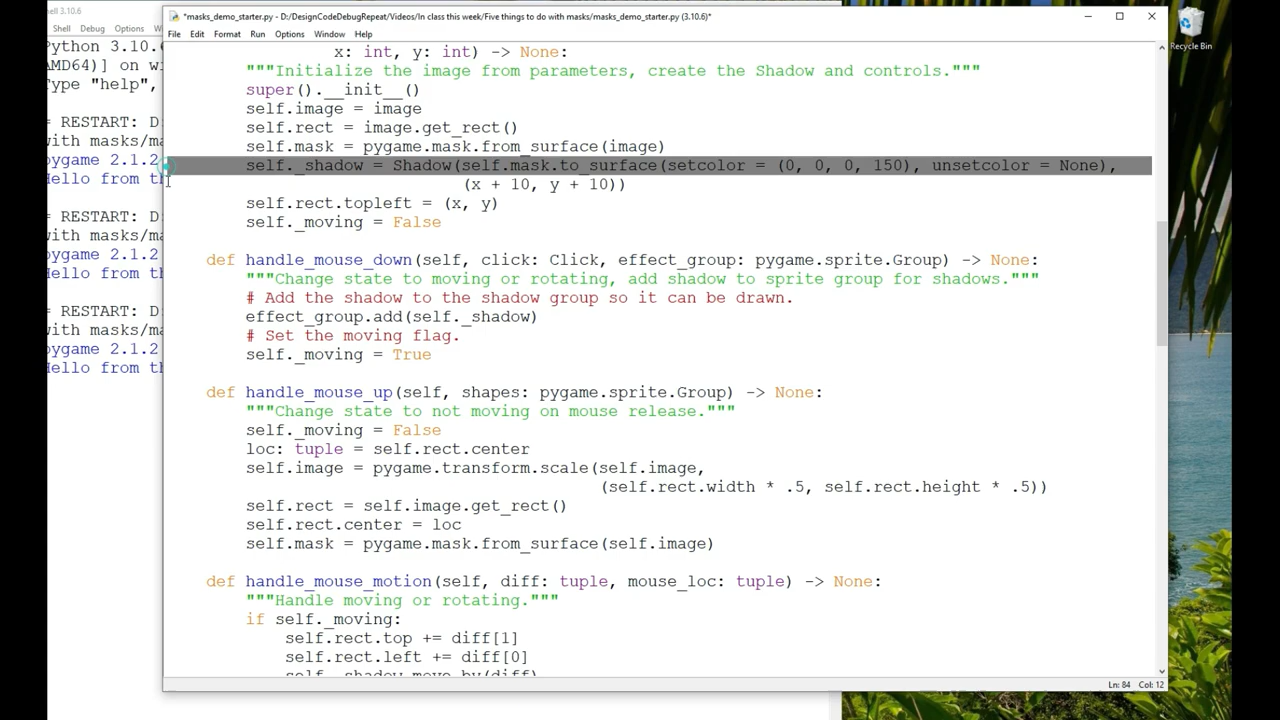 shell 3.10.6
Shell Debug Options
Python 3.10.6
AMD64)] on wi
Type "help",
= RESTART: D:
with masks/ma
pygame 2.1.2
Hello from th
= RESTART: D:
with masks/ma
pygame 2.1.2
Hello from th
= RESTART: D:
with masks/ma
pygame 2.1.2
Hello from th
*masks_demo_starter.py - D:/DesignCodeDebugRepeat/Videos/In class this week/Five things to do with masks/masks_demo_starter.py (3.10.6)*
File Edit Format Run Options Window Help
x: int, y: int) -> None:
"""Initialize the image from parameters, create the Shadow and controls."""
super().__init__()
self.image = image
self.rect = image.get_rect()
self.mask = pygame.mask.from_surface(image)
self._shadow = Shadow(self.mask.to_surface(setcolor = (0, 0, 0, 150), unsetcolor = None),
(x + 10, y + 10))
self.rect.topleft = (x, y)
self._moving = False
def handle_mouse_down(self, click: Click, effect_group: pygame.sprite.Group) -> None:
"""Change state to moving or rotating, add shadow to sprite group for shadows."""
# Add the shadow to the shadow group so it can be drawn.
effect_group.add(self._shadow)
# Set the moving flag.
self._moving = True
def handle_mouse_up(self, shapes: pygame.sprite.Group) -> None:
"""Change state to not moving on mouse release."""
self._moving = False
loc: tuple = self.rect.center
self.image = pygame.transform.scale(self.image,
(self.rect.width * .5, self.rect.height * .5))
self.rect = self.image.get_rect()
self.rect.center = loc
self.mask = pygame.mask.from_surface(self.image)
def handle_mouse_motion(self, diff: tuple, mouse_loc: tuple) -> None:
"""Handle moving or rotating."""
if self._moving:
self.rect.top += diff[1]
self.rect.left += diff[0]
self._shadow.move_by(diff)
Ln: 84 Col: 12
Recycle Bin